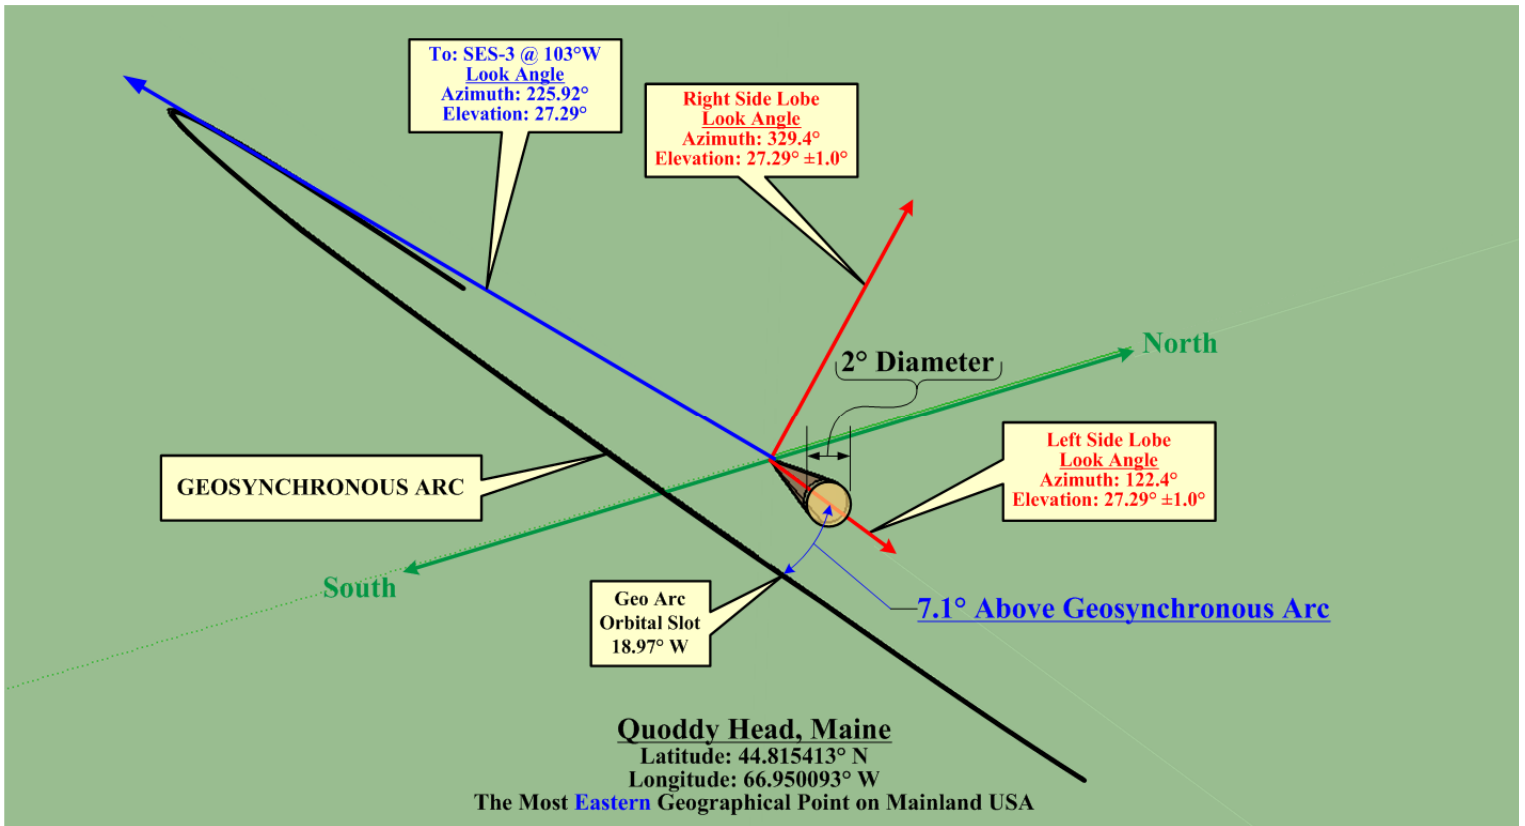 To: SES-3 @ 103°W
Look Angle
Azimuth: 225.92°
Elevation: 27.29°
Right Side Lobe
Look Angle
Azimuth: 329.4°
Elevation: 27.29° ±1.0°
North
2° Diameter
Left Side Lobe
Look Angle
Azimuth: 122.4°
Elevation: 27.29° ±1.0°
GEOSYNCHRONOUS ARC
South
Geo Arc
Orbital Slot
18.97° W
7.1° Above Geosynchronous Arc
Quoddy Head, Maine
Latitude: 44.815413° N
Longitude: 66.950093° W
The Most Eastern Geographical Point on Mainland USA